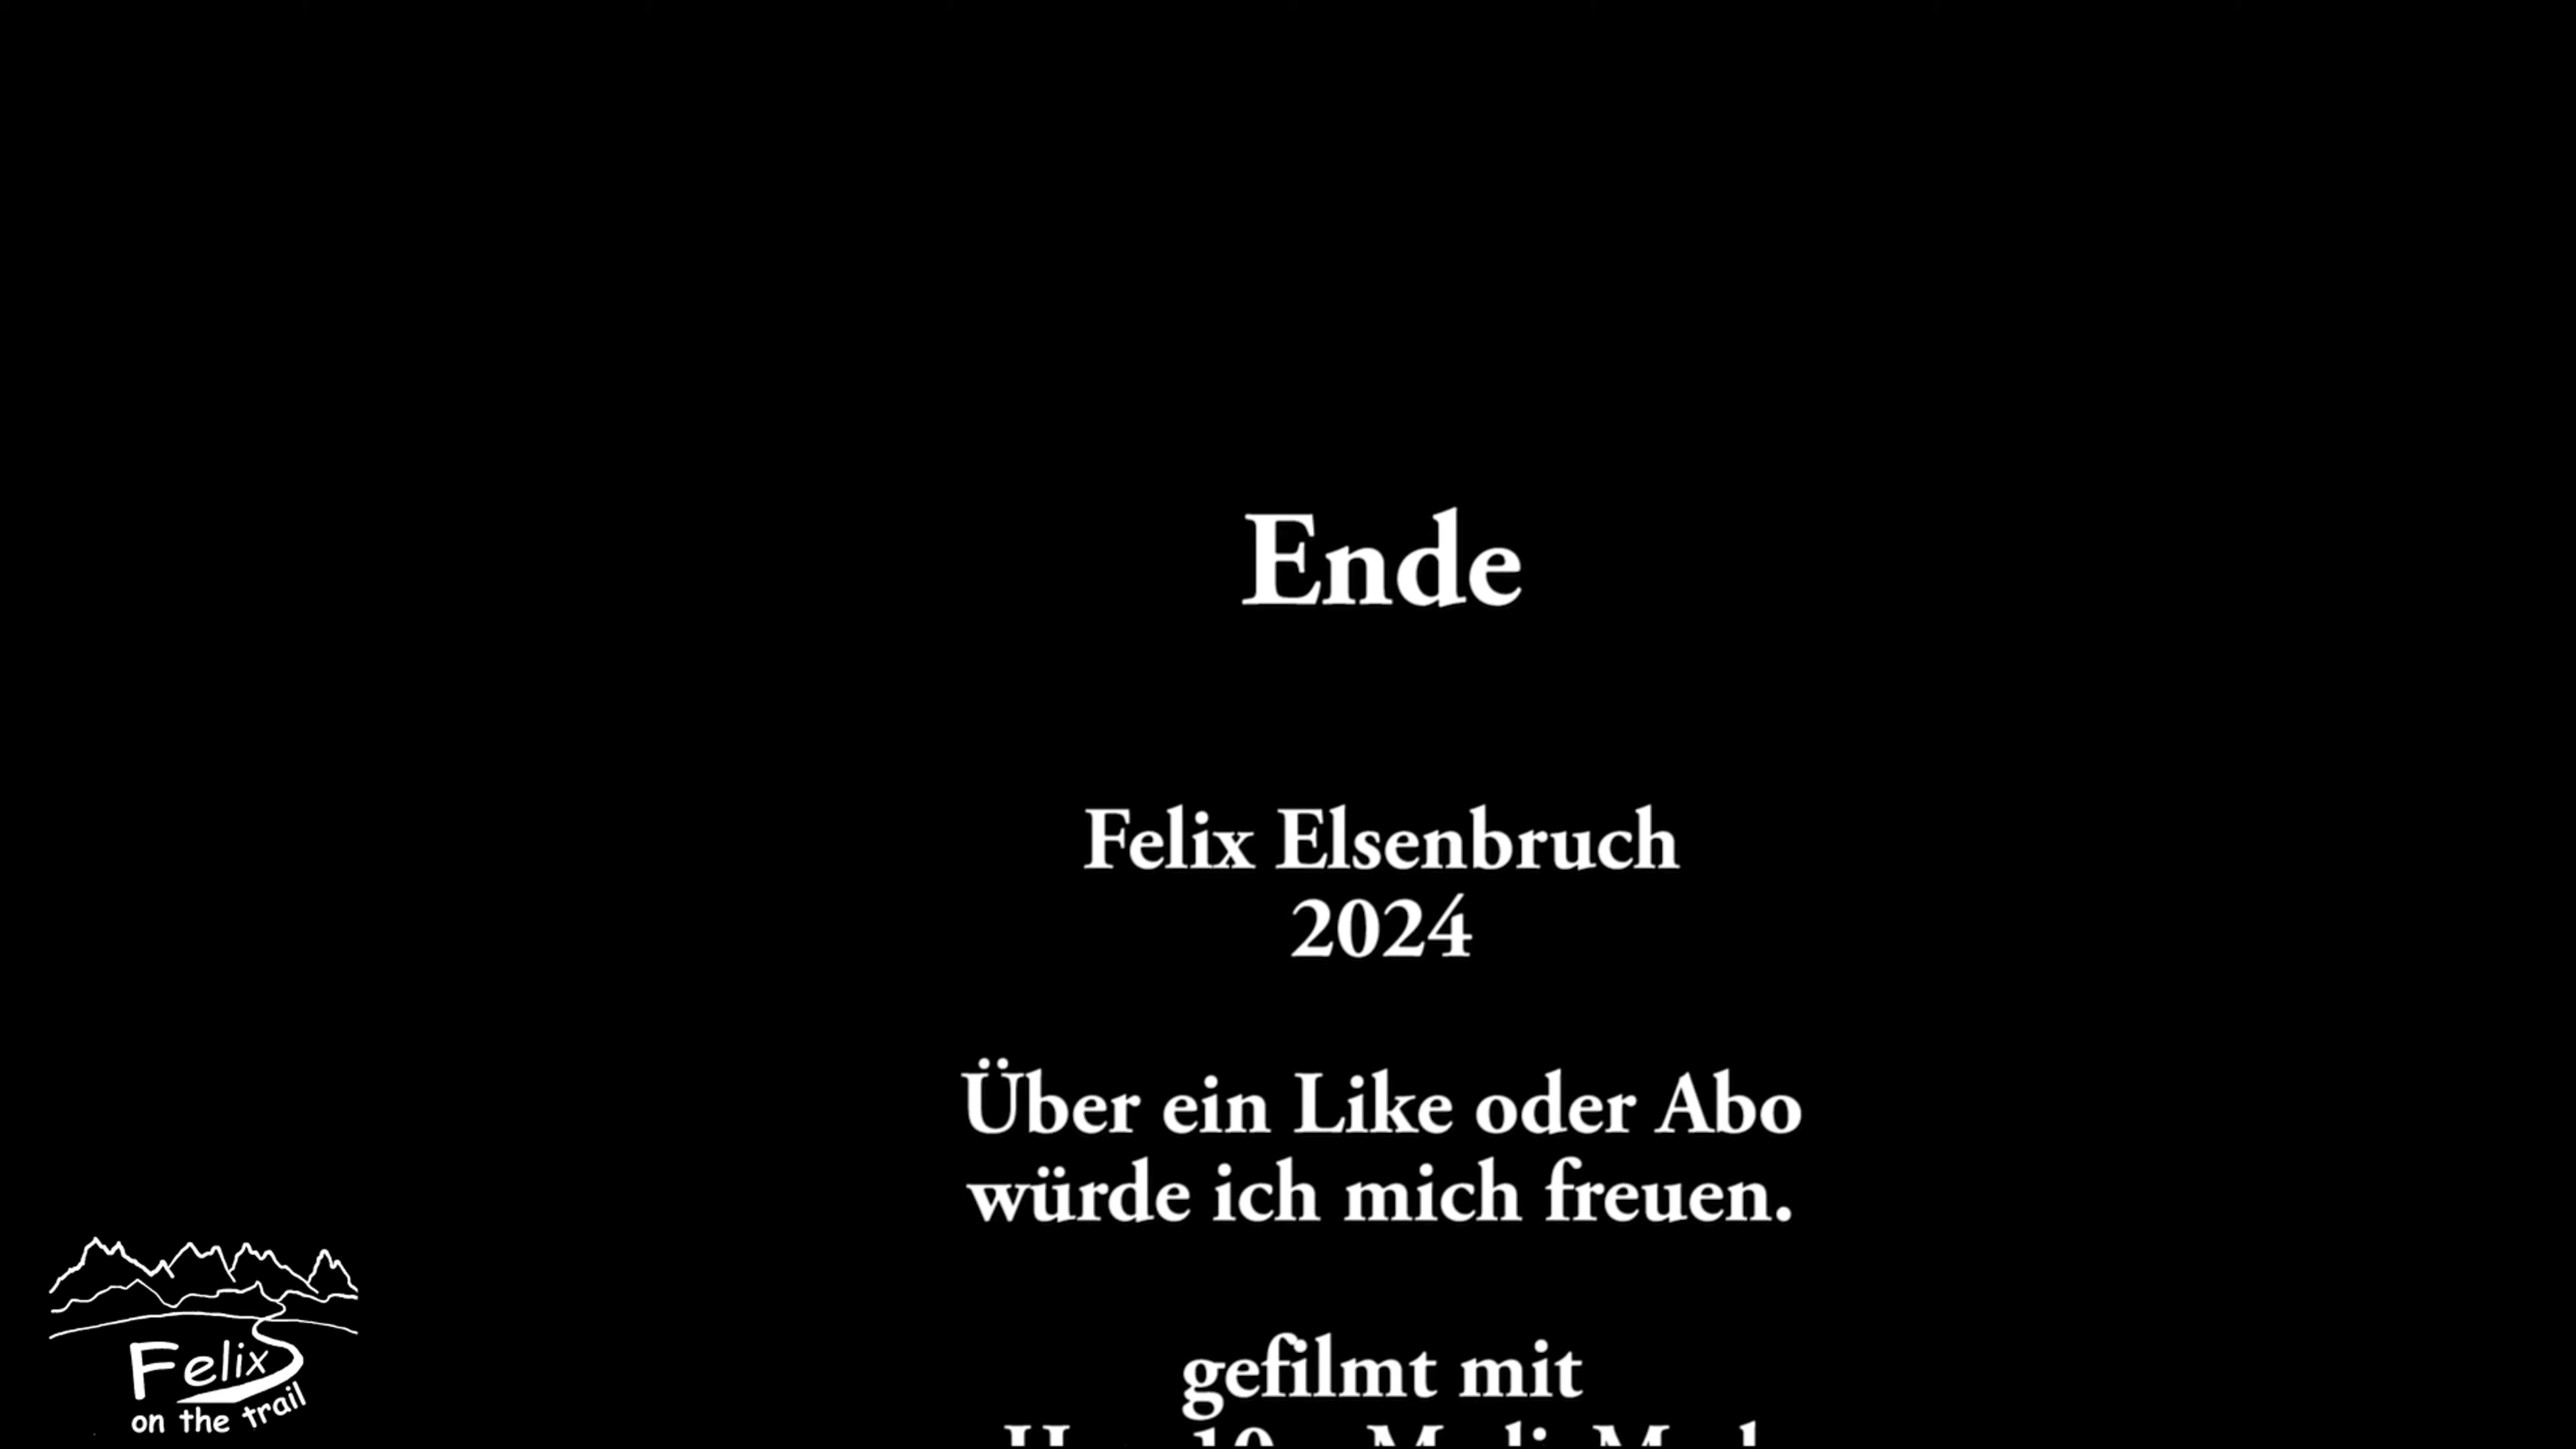 Ende
Felix Elsenbruch
2024
Über ein Like oder Abo
würde ich mich freuen.
gefilmt mit
Felix
on the trail